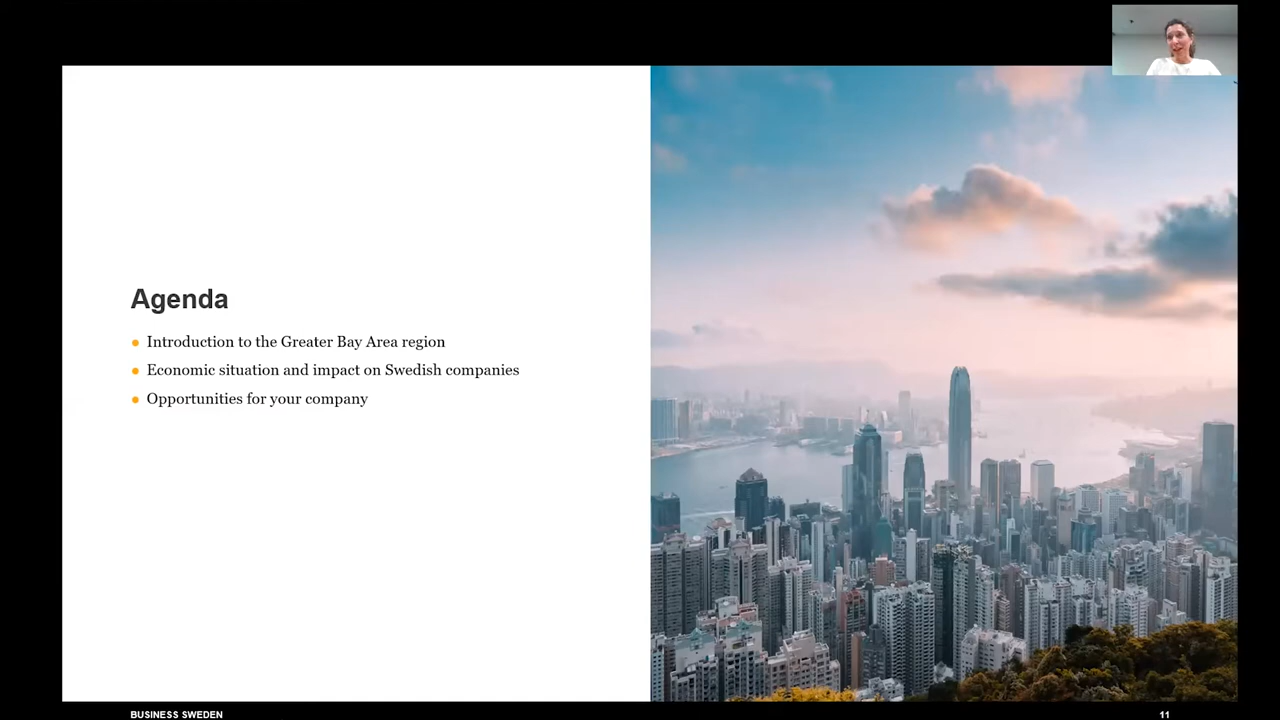 Agenda
Introduction to the Greater Bay Area region
Economic situation and impact on Swedish companies
Opportunities for your company
BUSINESS SWEDEN
11